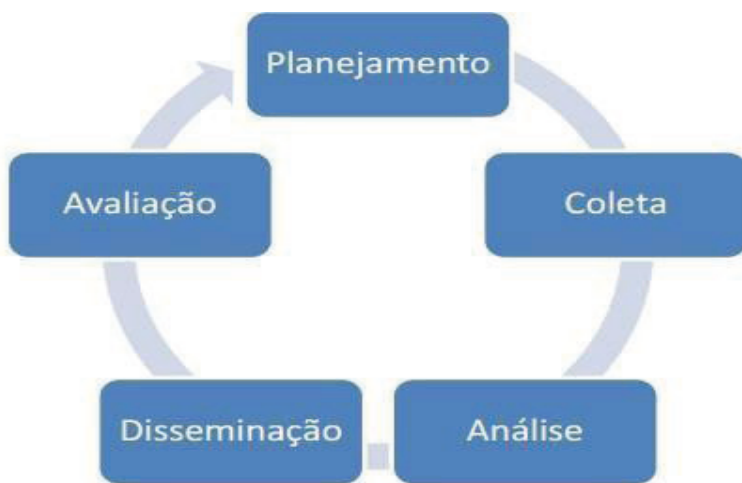 Planejamento
Coleta
Análise
Disseminação
Avaliação